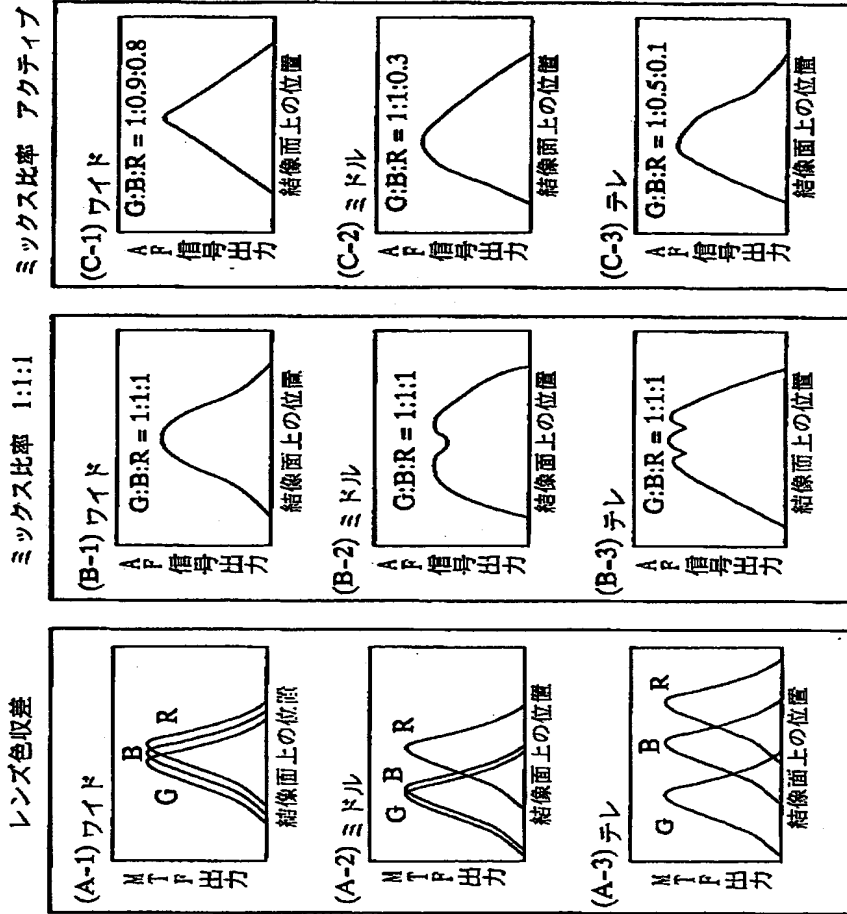 レンズ色収差
(A-1) ワイド
MTF出力
G
B
R
結像面上の位置
(A-2) ミドル
MTF出力
G
B
R
結像面上の位置
(A-3) テレ
MTF出力
G
B
R
結像面上の位置
ミックス比率 1:1:1
(B-1) ワイド
AF信号出力
G:B:R = 1:1:1
結像面上の位置
(B-2) ミドル
AF信号出力
G:B:R = 1:1:1
結像面上の位置
(B-3) テレ
AF信号出力
G:B:R = 1:1:1
結像面上の位置
ミックス比率 アクティブ
(C-1) ワイド
AF信号出力
G:B:R = 1:0.9:0.8
結像面上の位置
(C-2) ミドル
AF信号出力
G:B:R = 1:1:0.3
結像面上の位置
(C-3) テレ
AF信号出力
G:B:R = 1:0.5:0.1
結像面上の位置